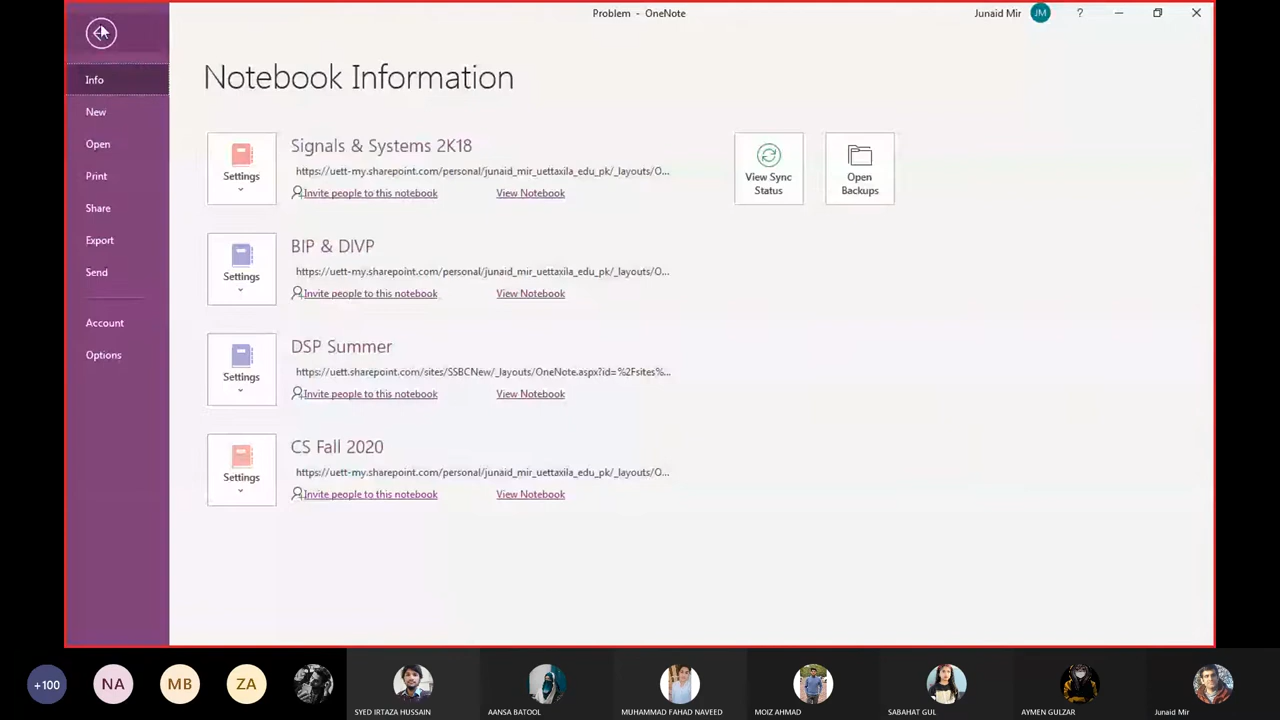 Problem - OneNote
Junaid Mir
JM
?
Info
New
Open
Print
Share
Export
Send
Account
Options
Notebook Information
Settings
Signals & Systems 2K18
https://uett-my.sharepoint.com/personal/junaid_mir_uettaxila_edu_pk/_layouts/O...
Invite people to this notebook
View Notebook
View Sync
Status
Open
Backups
Settings
BIP & DIVP
https://uett-my.sharepoint.com/personal/junaid_mir_uettaxila_edu_pk/_layouts/O...
Invite people to this notebook
View Notebook
Settings
DSP Summer
https://uett.sharepoint.com/sites/SSBCNew/_layouts/OneNote.aspx?id=%2Fsites%...
Invite people to this notebook
View Notebook
Settings
CS Fall 2020
https://uett-my.sharepoint.com/personal/junaid_mir_uettaxila_edu_pk/_layouts/O...
Invite people to this notebook
View Notebook
+100
NA
MB
ZA
SYED IRTAZA HUSSAIN
AANSA BATOOL
MUHAMMAD FAHAD NAVEED
MOIZ AHMAD
SABAHAT GUL
AYMEN GULZAR
Junaid Mir